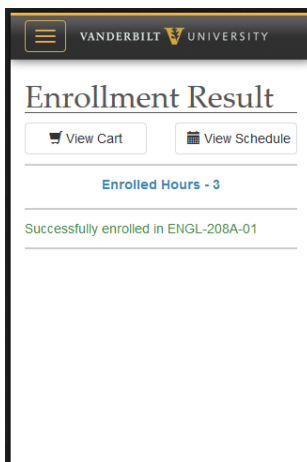 VANDERBILT UNIVERSITY
Enrollment Result
View Cart View Schedule
Enrolled Hours - 3
Successfully enrolled in ENGL-208A-01